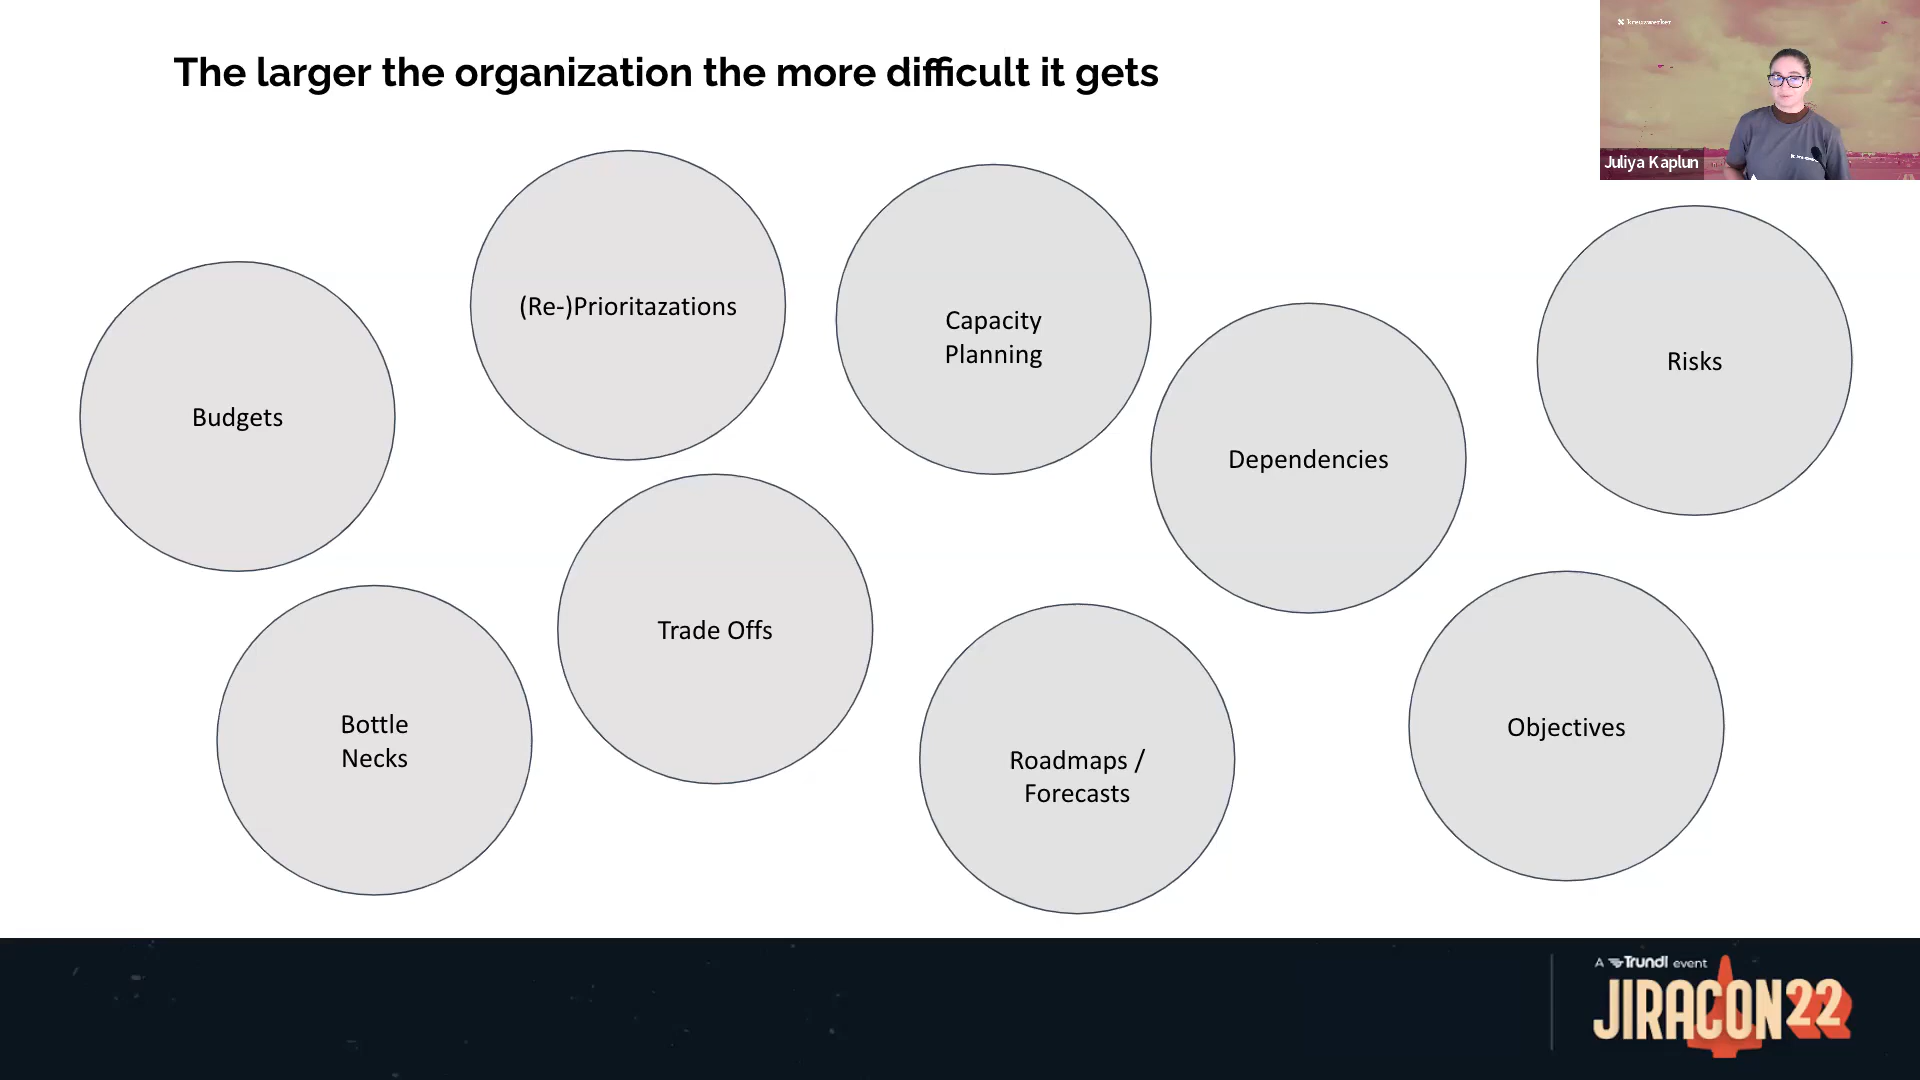 The larger the organization the more difficult it gets
kreuzwerker
Juliya Kaplun
(Re-)Prioritazations
Capacity
Planning
Risks
Budgets
Dependencies
Trade Offs
Bottle
Necks
Roadmaps /
Forecasts
Objectives
A Trundl event
JIRACON22